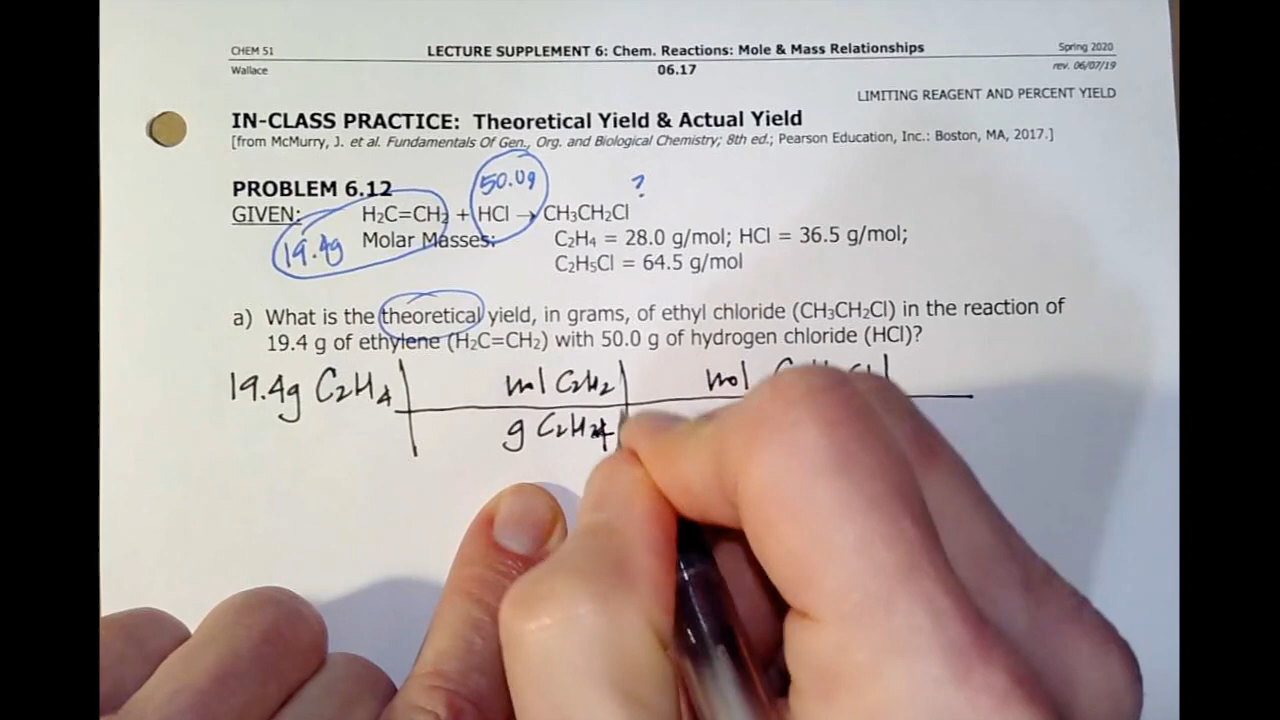 CHEM 51 LECTURE SUPPLEMENT 6: Chem. Reactions: Mole & Mass Relationships Spring 2020
Wallace 06.17 rev. 06/07/19
LIMITING REAGENT AND PERCENT YIELD
IN-CLASS PRACTICE: Theoretical Yield & Actual Yield
[from McMurry, J. et al. Fundamentals Of Gen., Org. and Biological Chemistry; 8th ed.; Pearson Education, Inc.: Boston, MA, 2017.]
50.0g ?
PROBLEM 6.12
GIVEN: H₂C=CH₂ + HCl → CH₃CH₂Cl
19.4g Molar Masses: C₂H₄ = 28.0 g/mol; HCl = 36.5 g/mol;
C₂H₅Cl = 64.5 g/mol
a) What is the theoretical yield, in grams, of ethyl chloride (CH₃CH₂Cl) in the reaction of
19.4 g of ethylene (H₂C=CH₂) with 50.0 g of hydrogen chloride (HCl)?
19.4g C₂H₄ mol C₂H₂ mol
g C₂H₄